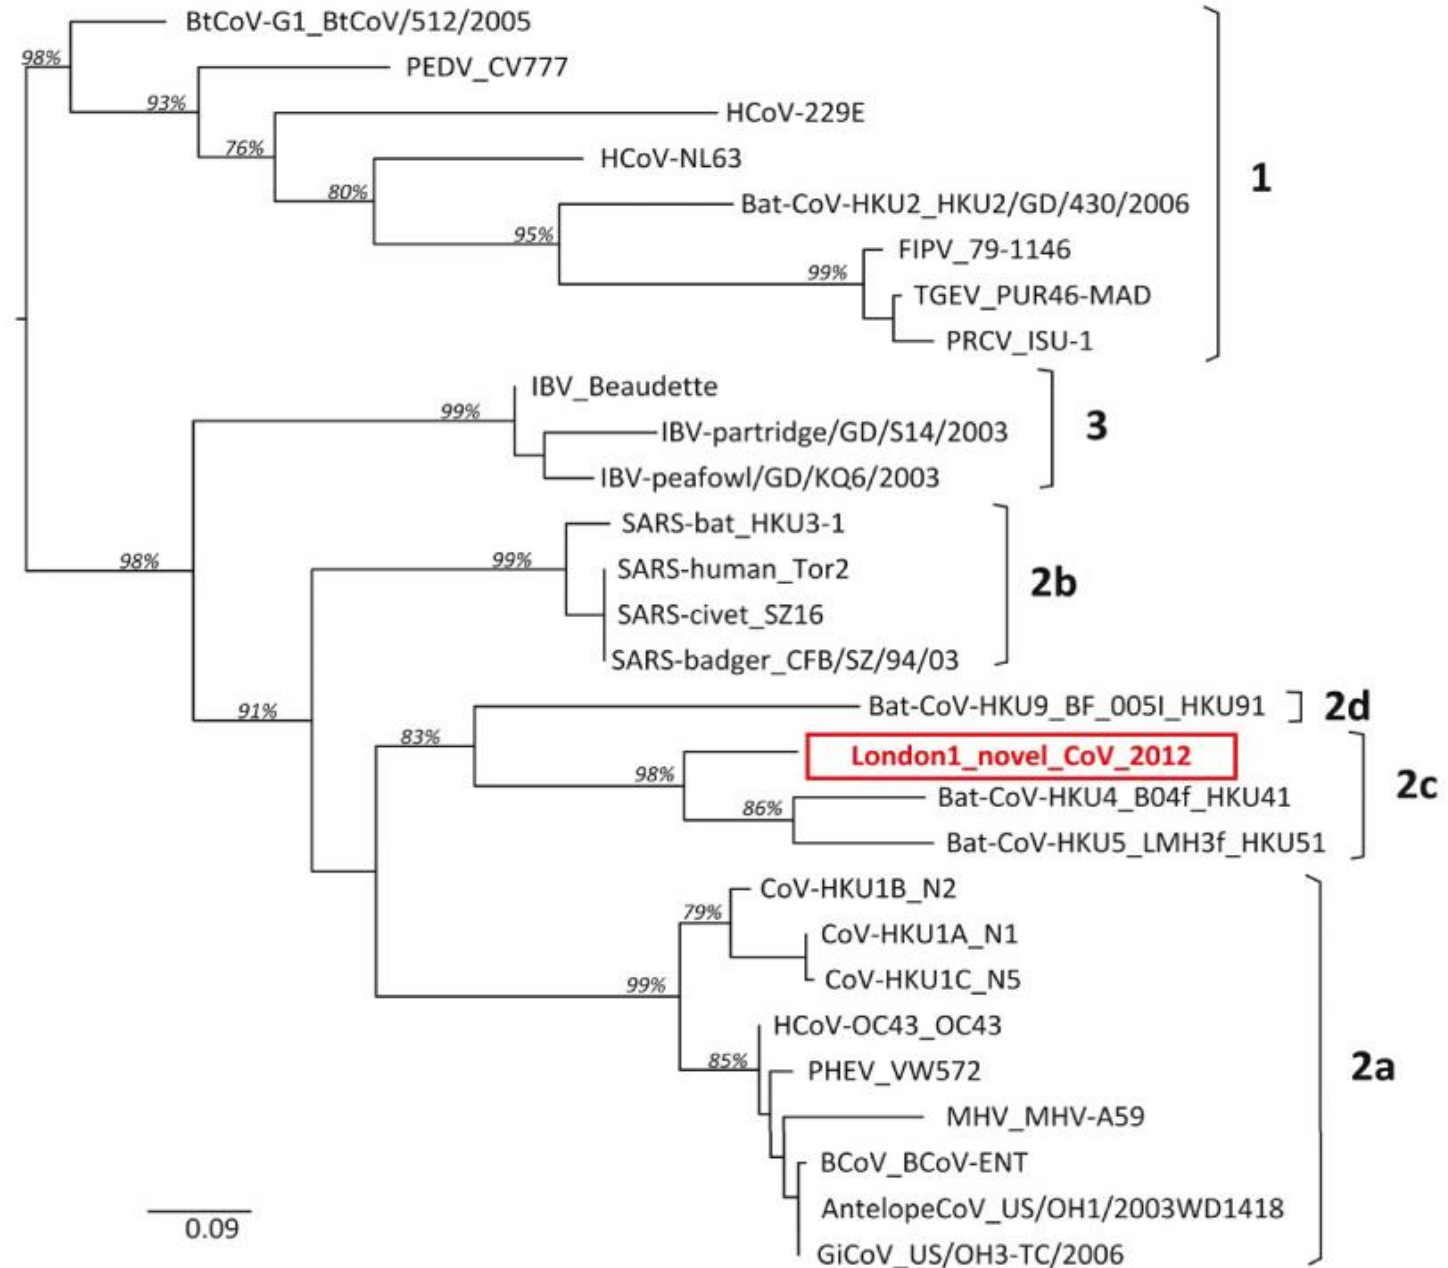 BtCoV-G1_BtCoV/512/2005
98%
PEDV_CV777
93%
HCoV-229E
76%
HCoV-NL63
1
80%
Bat-CoV-HKU2_HKU2/GD/430/2006
95%
FIPV_79-1146
99%
TGEV_PUR46-MAD
PRCV_ISU-1
IBV_Beaudette
99%
3
IBV-partridge/GD/S14/2003
IBV-peafowl/GD/KQ6/2003
SARS-bat_HKU3-1
98%
99%
SARS-human_Tor2
2b
SARS-civet_SZ16
SARS-badger_CFB/SZ/94/03
Bat-CoV-HKU9_BF_005I_HKU91
2d
91%
83%
London1_novel_CoV_2012
98%
2c
Bat-CoV-HKU4_B04f_HKU41
86%
Bat-CoV-HKU5_LMH3f_HKU51
CoV-HKU1B_N2
79%
CoV-HKU1A_N1
CoV-HKU1C_N5
99%
HCoV-OC43_OC43
85%
PHEV_VW572
2a
MHV_MHV-A59
BCoV_BCoV-ENT
AntelopeCoV_US/OH1/2003WD1418
GiCoV_US/OH3-TC/2006
0.09